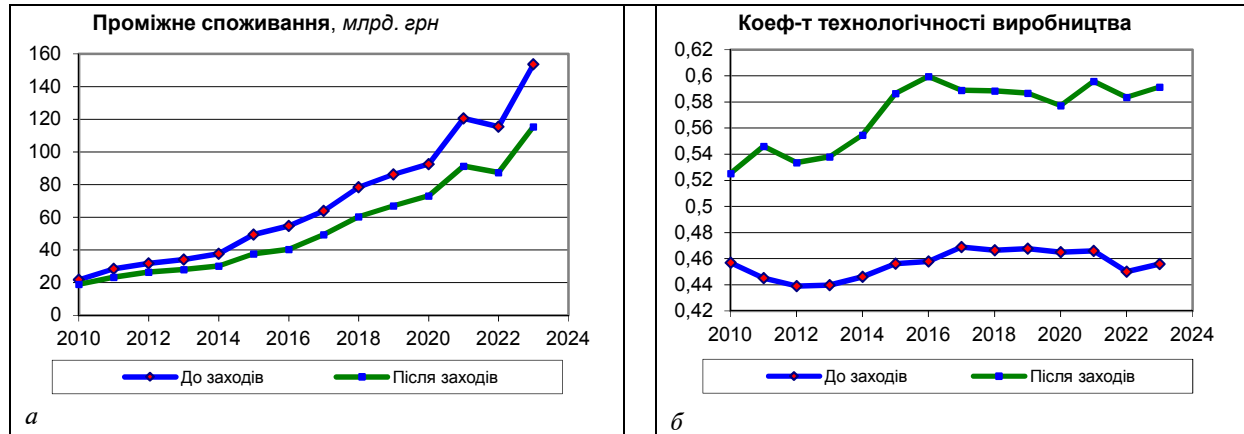 Проміжне споживання, млрд. грн
160
140
120
100
80
60
40
20
0
2010 2012 2014 2016 2018 2020 2022 2024
До заходів Після заходів
а
Коеф-т технологічності виробництва
0,62
0,6
0,58
0,56
0,54
0,52
0,5
0,48
0,46
0,44
0,42
2010 2012 2014 2016 2018 2020 2022 2024
До заходів Після заходів
б